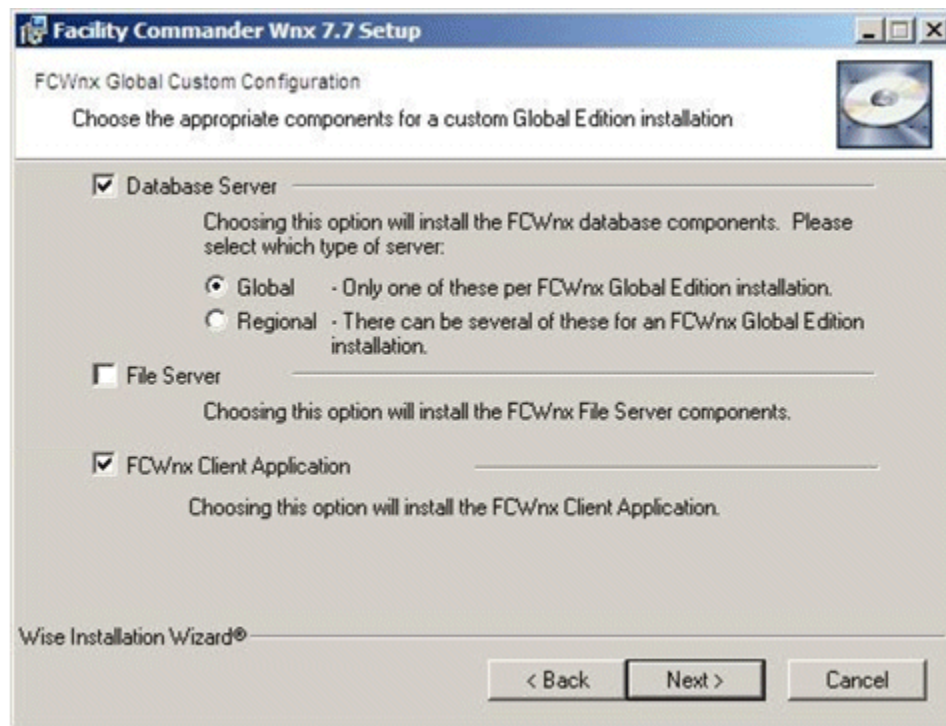 Facility Commander Wnx 7.7 Setup
FCWnx Global Custom Configuration
Choose the appropriate components for a custom Global Edition installation
Database Server
Choosing this option will install the FCWnx database components.  Please
select which type of server:
Global - Only one of these per FCWnx Global Edition installation.
Regional - There can be several of these for an FCWnx Global Edition
installation.
File Server
Choosing this option will install the FCWnx File Server components.
FCWnx Client Application
Choosing this option will install the FCWnx Client Application.
Wise Installation Wizard®
< Back
Next >
Cancel